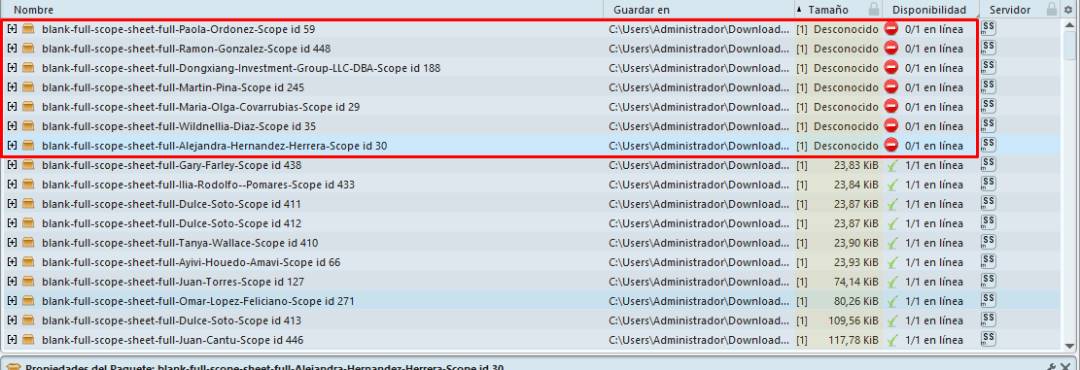 Nombre Guardar en Tamaño Disponibilidad Servidor
blank-full-scope-sheet-full-Paola-Ordonez-Scope id 59 C:\Users\Administrador\Download... [1] Desconocido 0/1 en línea SS
blank-full-scope-sheet-full-Ramon-Gonzalez-Scope id 448 C:\Users\Administrador\Download... [1] Desconocido 0/1 en línea SS
blank-full-scope-sheet-full-Dongxiang-Investment-Group-LLC-DBA-Scope id 188 C:\Users\Administrador\Download... [1] Desconocido 0/1 en línea SS
blank-full-scope-sheet-full-Martin-Pina-Scope id 245 C:\Users\Administrador\Download... [1] Desconocido 0/1 en línea SS
blank-full-scope-sheet-full-Maria-Olga-Covarrubias-Scope id 29 C:\Users\Administrador\Download... [1] Desconocido 0/1 en línea SS
blank-full-scope-sheet-full-Wildnellia-Diaz-Scope id 35 C:\Users\Administrador\Download... [1] Desconocido 0/1 en línea SS
blank-full-scope-sheet-full-Alejandra-Hernandez-Herrera-Scope id 30 C:\Users\Administrador\Download... [1] Desconocido 0/1 en línea SS
blank-full-scope-sheet-full-Gary-Farley-Scope id 438 C:\Users\Administrador\Download... [1] 23,83 KiB 1/1 en línea SS
blank-full-scope-sheet-full-Ilia-Rodolfo--Pomares-Scope id 433 C:\Users\Administrador\Download... [1] 23,84 KiB 1/1 en línea SS
blank-full-scope-sheet-full-Dulce-Soto-Scope id 411 C:\Users\Administrador\Download... [1] 23,87 KiB 1/1 en línea SS
blank-full-scope-sheet-full-Dulce-Soto-Scope id 412 C:\Users\Administrador\Download... [1] 23,87 KiB 1/1 en línea SS
blank-full-scope-sheet-full-Tanya-Wallace-Scope id 410 C:\Users\Administrador\Download... [1] 23,90 KiB 1/1 en línea SS
blank-full-scope-sheet-full-Ayivi-Houedo-Amavi-Scope id 66 C:\Users\Administrador\Download... [1] 23,93 KiB 1/1 en línea SS
blank-full-scope-sheet-full-Juan-Torres-Scope id 127 C:\Users\Administrador\Download... [1] 74,14 KiB 1/1 en línea SS
blank-full-scope-sheet-full-Omar-Lopez-Feliciano-Scope id 271 C:\Users\Administrador\Download... [1] 80,26 KiB 1/1 en línea SS
blank-full-scope-sheet-full-Dulce-Soto-Scope id 413 C:\Users\Administrador\Download... [1] 109,56 KiB 1/1 en línea SS
blank-full-scope-sheet-full-Juan-Cantu-Scope id 446 C:\Users\Administrador\Download... [1] 117,78 KiB 1/1 en línea SS
Propiedades del Paquete: blank-full-scope-sheet-full-Alejandra-Hernandez-Herrera-Scope id 30